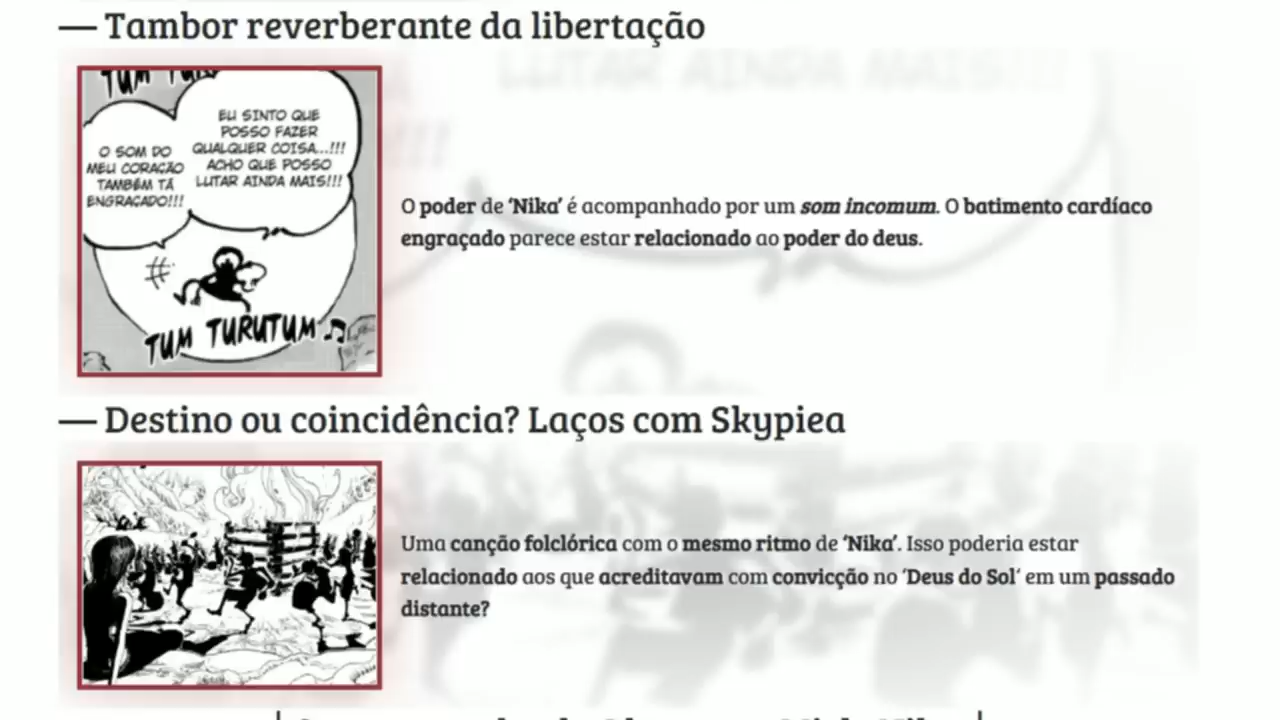 — Tambor reverberante da libertação
TUM TURU
EU SINTO QUE
POSSO FAZER
QUALQUER COISA...!!!
ACHO QUE POSSO
LUTAR AINDA MAIS!!!
O SOM DO
MEU CORAÇÃO
TAMBÉM TÁ
ENGRAÇADO!!!
TUM TURUTUM
LUTAR AINDA MAIS!!!
O poder de ‘Nika’ é acompanhado por um som incomum. O batimento cardíaco
engraçado parece estar relacionado ao poder do deus.
— Destino ou coincidência? Laços com Skypiea
Uma canção folclórica com o mesmo ritmo de ‘Nika’. Isso poderia estar
relacionado aos que acreditavam com convicção no ‘Deus do Sol’ em um passado
distante?